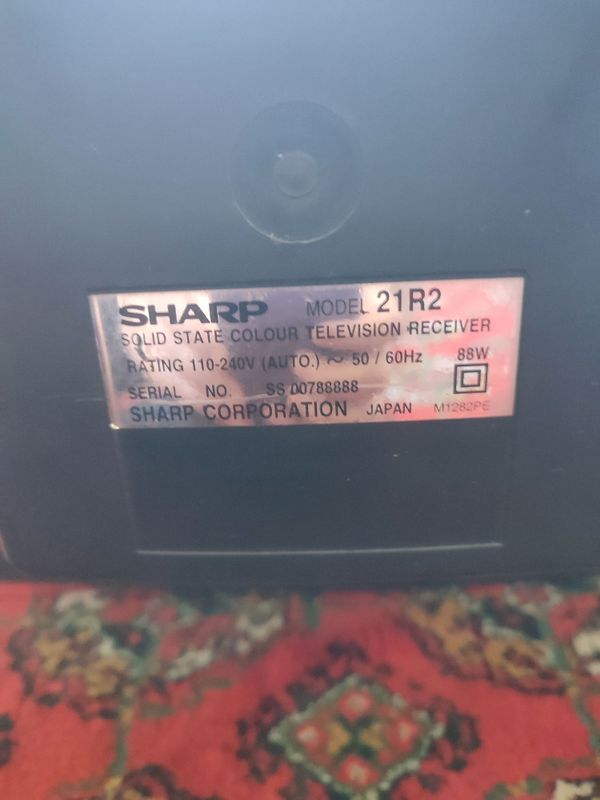 SHARP MODEL 21R2
SOLID STATE COLOUR TELEVISION RECEIVER
RATING 110-240V (AUTO.) ~ 50 / 60Hz 88W
SERIAL NO. SS 00788888
SHARP CORPORATION JAPAN M1282PE